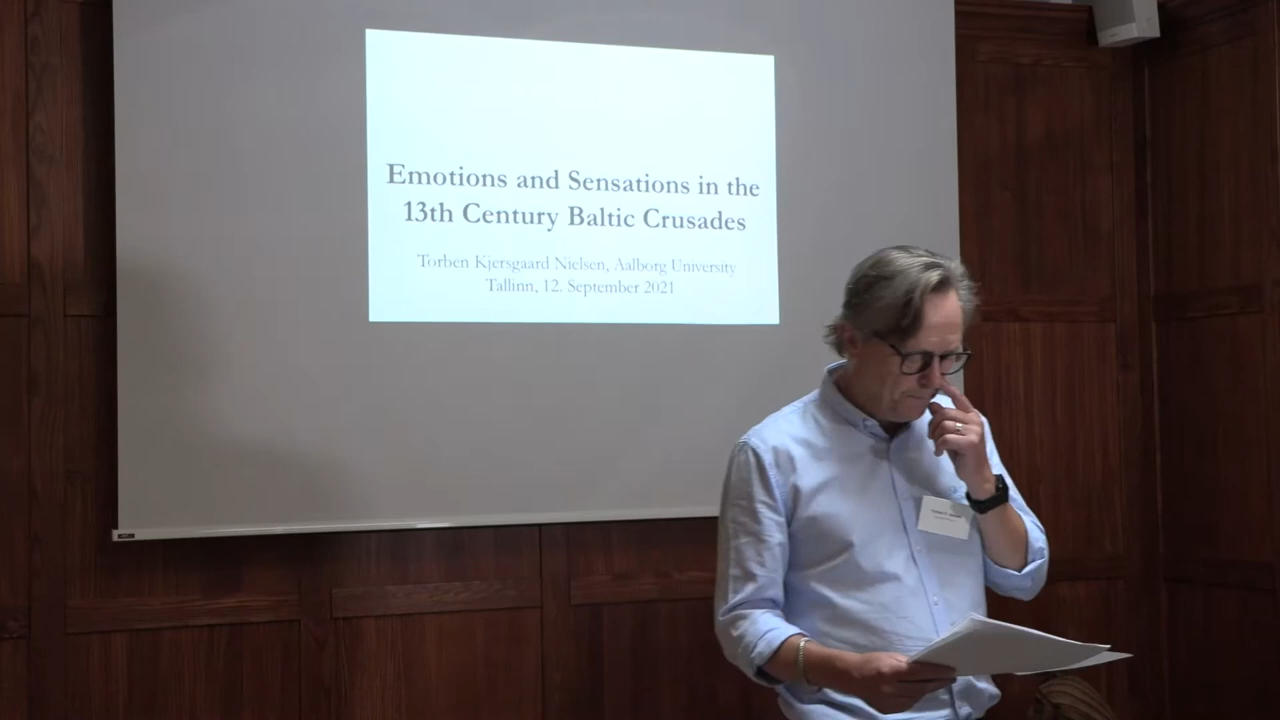 Emotions and Sensations in the
13th Century Baltic Crusades
Torben Kjersgaard Nielsen, Aalborg University
Tallinn, 12. September 2021